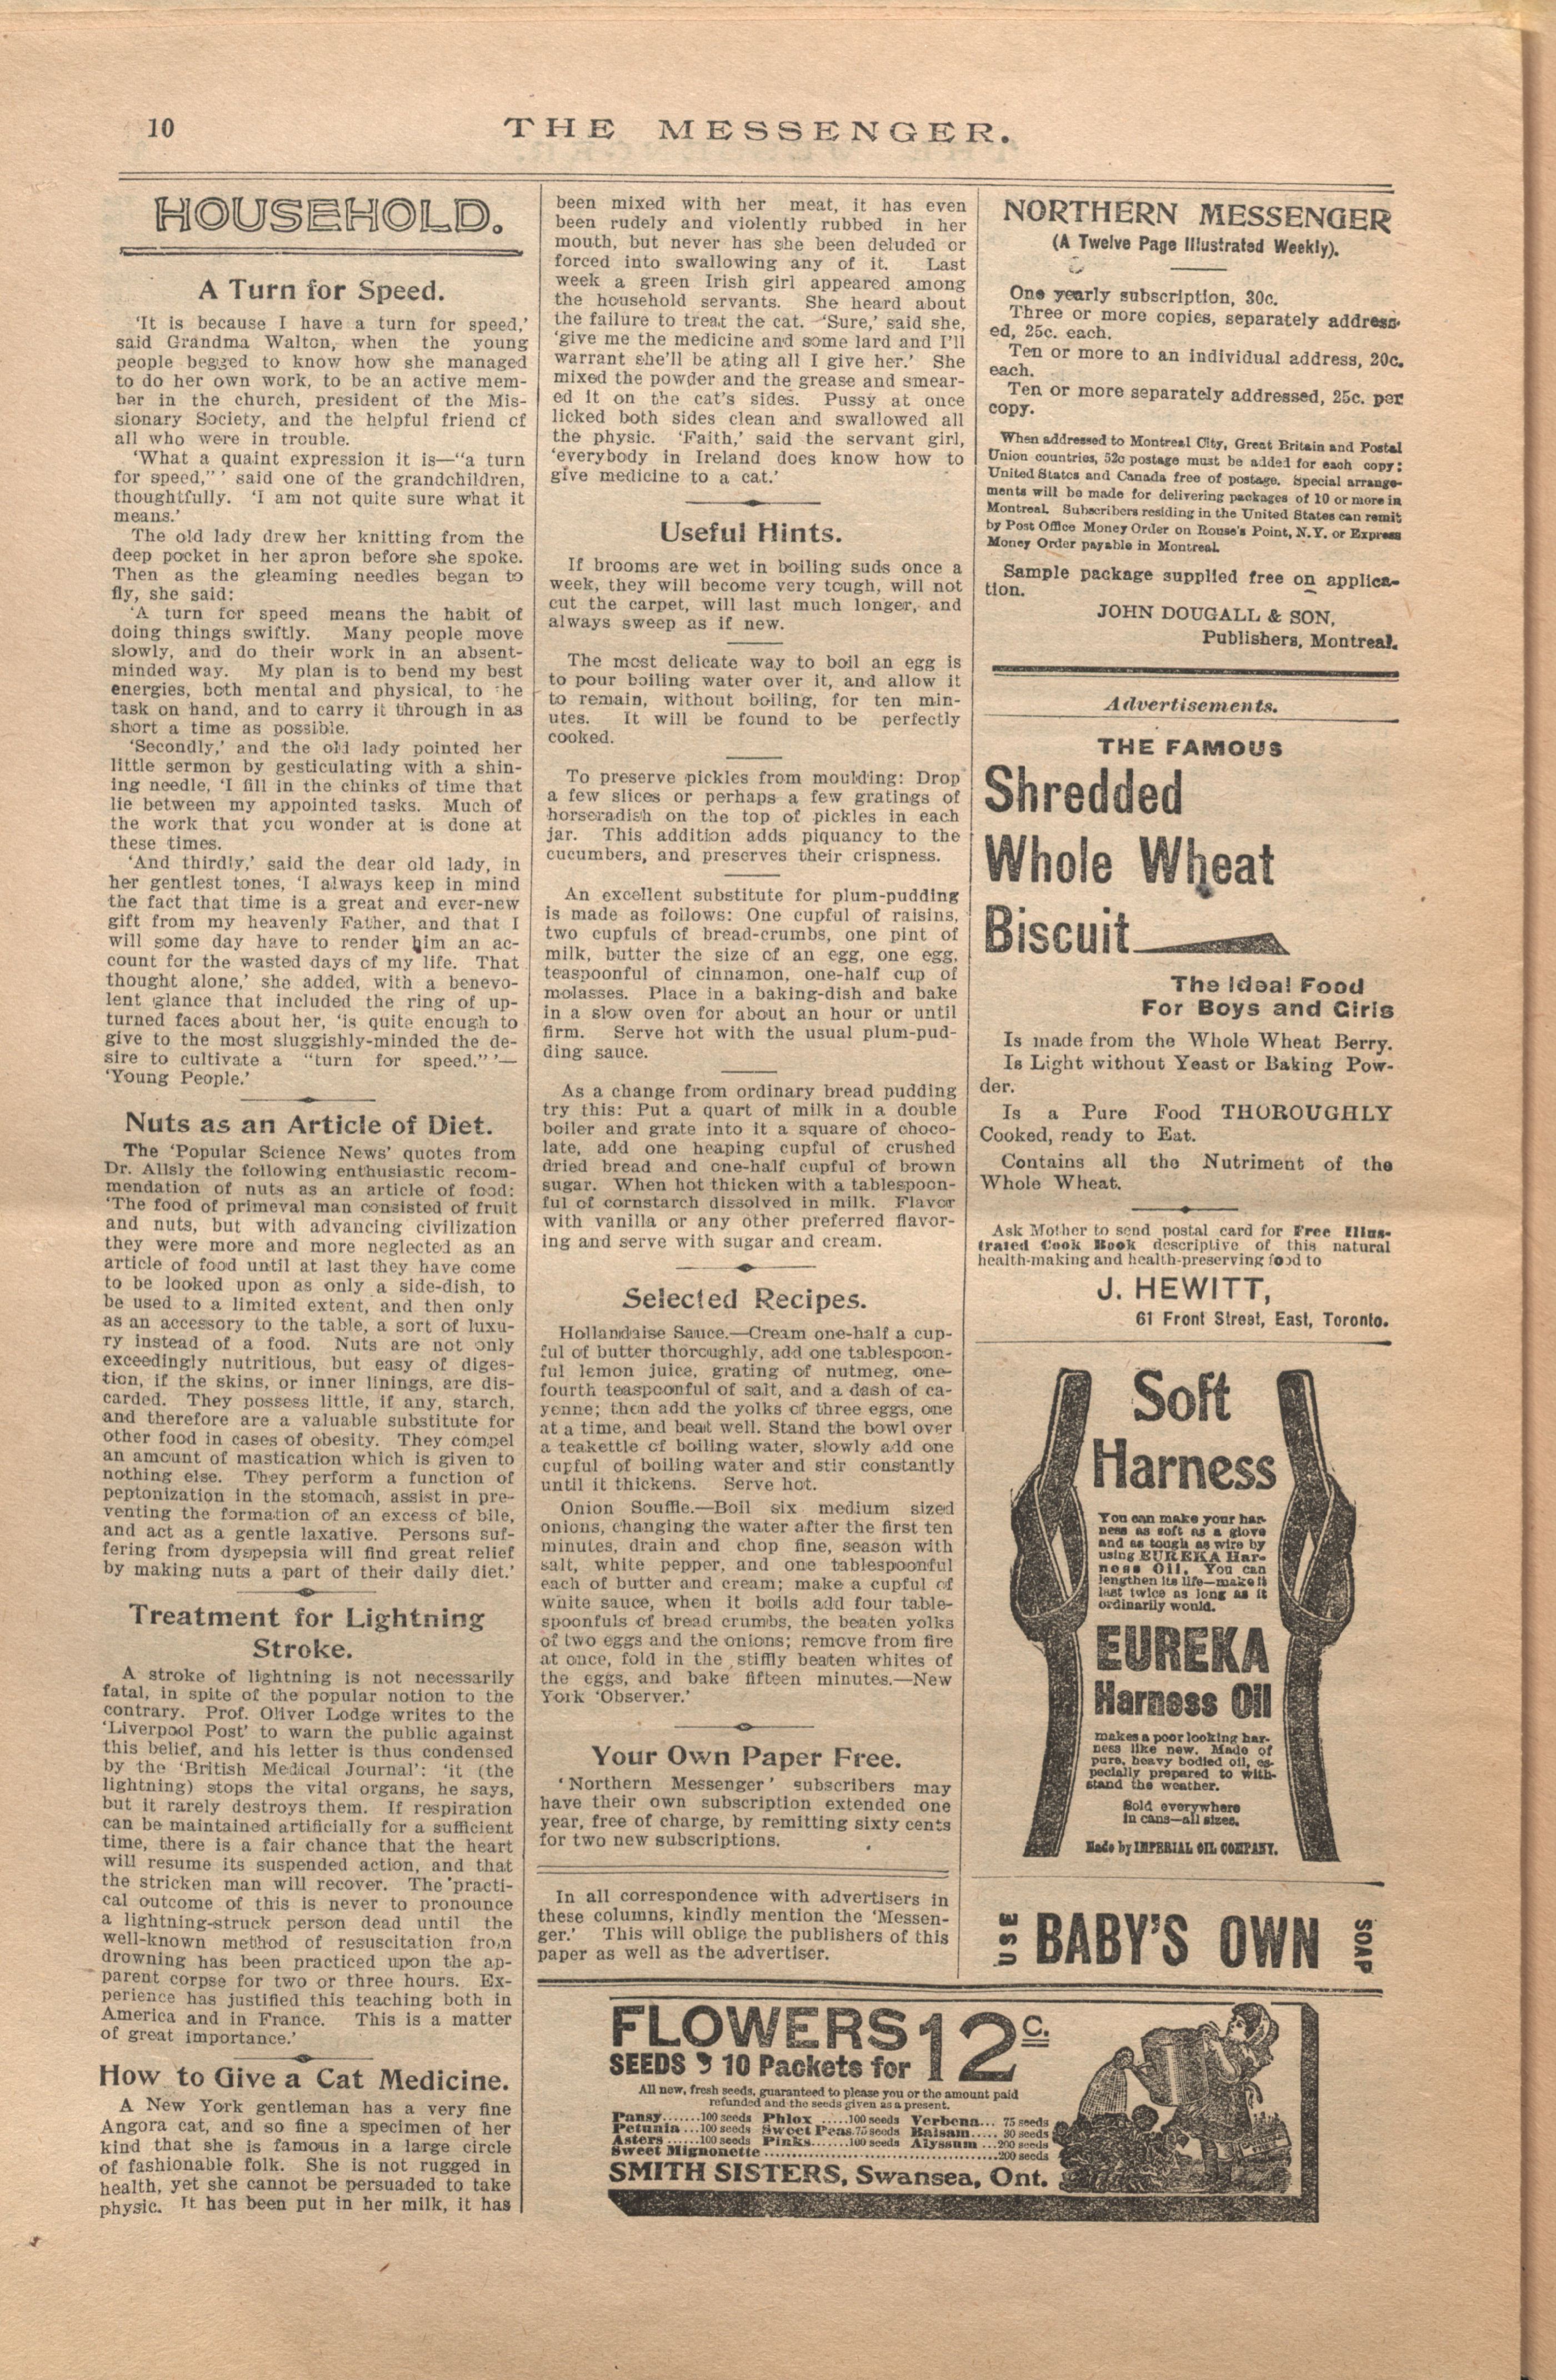 10
THE MESSENGER.
HOUSEHOLD.
A Turn for Speed.
‘It is because I have a turn for speed,’
said Grandma Walton, when the young
people begged to know how she managed
to do her own work, to be an active mem-
ber in the church, president of the Mis-
sionary Society, and the helpful friend of
all who were in trouble.
‘What a quaint expression it is—“a turn
for speed,” ’ said one of the grandchildren,
thoughtfully. ‘I am not quite sure what it
means.’
The old lady drew her knitting from the
deep pocket in her apron before she spoke.
Then as the gleaming needles began to
fly, she said:
‘A turn for speed means the habit of
doing things swiftly. Many people move
slowly, and do their work in an absent-
minded way. My plan is to bend my best
energies, both mental and physical, to the
task on hand, and to carry it through in as
short a time as possible.
‘Secondly,’ and the old lady pointed her
little sermon by gesticulating with a shin-
ing needle, ‘I fill in the chinks of time that
lie between my appointed tasks. Much of
the work that you wonder at is done at
these times.
‘And thirdly,’ said the dear old lady, in
her gentlest tones, ‘I always keep in mind
the fact that time is a great and ever-new
gift from my heavenly Father, and that I
will some day have to render him an ac-
count for the wasted days of my life. That
thought alone,’ she added, with a benevo-
lent glance that included the ring of up-
turned faces about her, ‘is quite enough to
give to the most sluggishly-minded the de-
sire to cultivate a “turn for speed.” ’—
‘Young People.’
Nuts as an Article of Diet.
The ‘Popular Science News’ quotes from
Dr. Allsly the following enthusiastic recom-
mendation of nuts as an article of food:
‘The food of primeval man consisted of fruit
and nuts, but with advancing civilization
they were more and more neglected as an
article of food until at last they have come
to be looked upon as only a side-dish, to
be used to a limited extent, and then only
as an accessory to the table, a sort of luxu-
ry instead of a food. Nuts are not only
exceedingly nutritious, but easy of diges-
tion, if the skins, or inner linings, are dis-
carded. They possess little, if any, starch,
and therefore are a valuable substitute for
other food in cases of obesity. They compel
an amount of mastication which is given to
nothing else. They perform a function of
peptonization in the stomach, assist in pre-
venting the formation of an excess of bile,
and act as a gentle laxative. Persons suf-
fering from dyspepsia will find great relief
by making nuts a part of their daily diet.’
Treatment for Lightning
Stroke.
A stroke of lightning is not necessarily
fatal, in spite of the popular notion to the
contrary. Prof. Oliver Lodge writes to the
‘Liverpool Post’ to warn the public against
this belief, and his letter is thus condensed
by the ‘British Medical Journal’: ‘it (the
lightning) stops the vital organs, he says,
but it rarely destroys them. If respiration
can be maintained artificially for a sufficient
time, there is a fair chance that the heart
will resume its suspended action, and that
the stricken man will recover. The practi-
cal outcome of this is never to pronounce
a lightning-struck person dead until the
well-known method of resuscitation from
drowning has been practiced upon the ap-
parent corpse for two or three hours. Ex-
perience has justified this teaching both in
America and in France. This is a matter
of great importance.’
How to Give a Cat Medicine.
A New York gentleman has a very fine
Angora cat, and so fine a specimen of her
kind that she is famous in a large circle
of fashionable folk. She is not rugged in
health, yet she cannot be persuaded to take
physic. It has been put in her milk, it has
been mixed with her meat, it has even
been rudely and violently rubbed in her
mouth, but never has she been deluded or
forced into swallowing any of it. Last
week a green Irish girl appeared among
the household servants. She heard about
the failure to treat the cat. ‘Sure,’ said she,
‘give me the medicine and some lard and I’ll
warrant she’ll be ating all I give her.’ She
mixed the powder and the grease and smear-
ed it on the cat’s sides. Pussy at once
licked both sides clean and swallowed all
the physic. ‘Faith,’ said the servant girl,
‘everybody in Ireland does know how to
give medicine to a cat.’
Useful Hints.
If brooms are wet in boiling suds once a
week, they will become very tough, will not
cut the carpet, will last much longer, and
always sweep as if new.
The most delicate way to boil an egg is
to pour boiling water over it, and allow it
to remain, without boiling, for ten min-
utes. It will be found to be perfectly
cooked.
To preserve pickles from moulding: Drop
a few slices or perhaps a few gratings of
horseradish on the top of pickles in each
jar. This addition adds piquancy to the
cucumbers, and preserves their crispness.
An excellent substitute for plum-pudding
is made as follows: One cupful of raisins,
two cupfuls of bread-crumbs, one pint of
milk, butter the size of an egg, one egg,
teaspoonful of cinnamon, one-half cup of
molasses. Place in a baking-dish and bake
in a slow oven for about an hour or until
firm. Serve hot with the usual plum-pud-
ding sauce.
As a change from ordinary bread pudding
try this: Put a quart of milk in a double
boiler and grate into it a square of choco-
late, add one heaping cupful of crushed
dried bread and one-half cupful of brown
sugar. When hot thicken with a tablespoon-
ful of cornstarch dissolved in milk. Flavor
with vanilla or any other preferred flavor-
ing and serve with sugar and cream.
Selected Recipes.
Hollandaise Sauce.—Cream one-half a cup-
ful of butter thoroughly, add one tablespoon-
ful lemon juice, grating of nutmeg, one-
fourth teaspoonful of salt, and a dash of ca-
yenne; then add the yolks of three eggs, one
at a time, and beat well. Stand the bowl over
a teakettle of boiling water, slowly add one
cupful of boiling water and stir constantly
until it thickens. Serve hot.
Onion Souffle.—Boil six medium sized
onions, changing the water after the first ten
minutes, drain and chop fine, season with
salt, white pepper, and one tablespoonful
each of butter and cream; make a cupful of
white sauce, when it boils add four table-
spoonfuls of bread crumbs, the beaten yolks
of two eggs and the onions; remove from fire
at once, fold in the stiffly beaten whites of
the eggs, and bake fifteen minutes.—New
York ‘Observer.’
Your Own Paper Free.
‘Northern Messenger’ subscribers may
have their own subscription extended one
year, free of charge, by remitting sixty cents
for two new subscriptions.
In all correspondence with advertisers in
these columns, kindly mention the ‘Messen-
ger.’ This will oblige the publishers of this
paper as well as the advertiser.
NORTHERN MESSENGER
(A Twelve Page Illustrated Weekly).
One yearly subscription, 30c.
Three or more copies, separately address-
ed, 25c. each.
Ten or more to an individual address, 20c.
each.
Ten or more separately addressed, 25c. per
copy.
When addressed to Montreal City, Great Britain and Postal
Union countries, 52c postage must be added for each copy;
United States and Canada free of postage. Special arrange-
ments will be made for delivering packages of 10 or more in
Montreal. Subscribers residing in the United States can remit
by Post Office Money Order on Rouse’s Point, N.Y. or Express
Money Order payable in Montreal.
Sample package supplied free on applica-
tion.
JOHN DOUGALL & SON,
Publishers, Montreal.
Advertisements.
THE FAMOUS
Shredded
Whole Wheat
Biscuit
The Ideal Food
For Boys and Girls
Is made from the Whole Wheat Berry.
Is Light without Yeast or Baking Pow-
der.
Is a Pure Food THOROUGHLY
Cooked, ready to Eat.
Contains all the Nutriment of the
Whole Wheat.
Ask Mother to send postal card for Free Illus-
trated Cook Book descriptive of this natural
health-making and health-preserving food to
J. HEWITT,
61 Front Street, East, Toronto.
Soft
Harness
You can make your har-
ness as soft as a glove
and as tough as wire by
using EUREKA Har-
ness Oil. You can
lengthen its life—make it
last twice as long as it
ordinarily would.
EUREKA
Harness Oil
makes a poor looking har-
ness like new. Made of
pure, heavy bodied oil, es-
pecially prepared to with-
stand the weather.
Sold everywhere
in cans—all sizes.
Made by IMPERIAL OIL COMPANY.
USE BABY’S OWN SOAP
FLOWERS 12c.
SEEDS 10 Packets for
All new, fresh seeds, guaranteed to please you or the amount paid
refunded and the seeds given as a present.
Pansy.......100 seeds Phlox .....100 seeds Verbena... 75 seeds
Petunia ...100 seeds Sweet Peas.75 seeds Balsam..... 30 seeds
Asters ......100 seeds Pinks.......100 seeds Alyssum ...200 seeds
Sweet Mignonette ......................................200 seeds
SMITH SISTERS, Swansea, Ont.